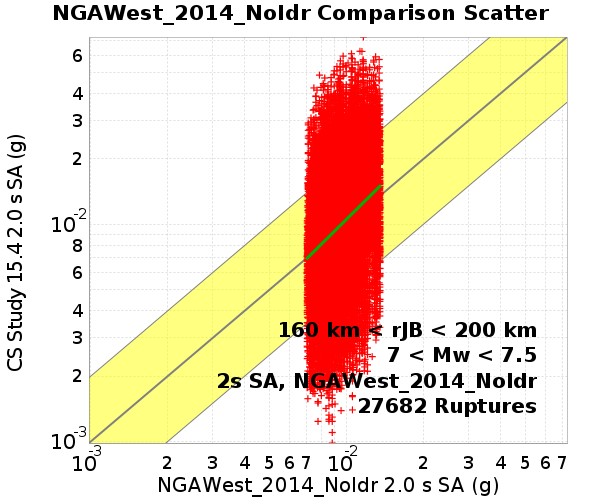 NGAWest_2014_NoIdr Comparison Scatter
CS Study 15.4 2.0 s SA (g)
6
4
3
2
10-2
8
6
4
3
2
10-3
160 km < rJB < 200 km
7 < Mw < 7.5
2s SA, NGAWest_2014_NoIdr
27682 Ruptures
10-3 2 3 4 5 6 7 10-2 2 3 4 5 6 7
NGAWest_2014_NoIdr 2.0 s SA (g)